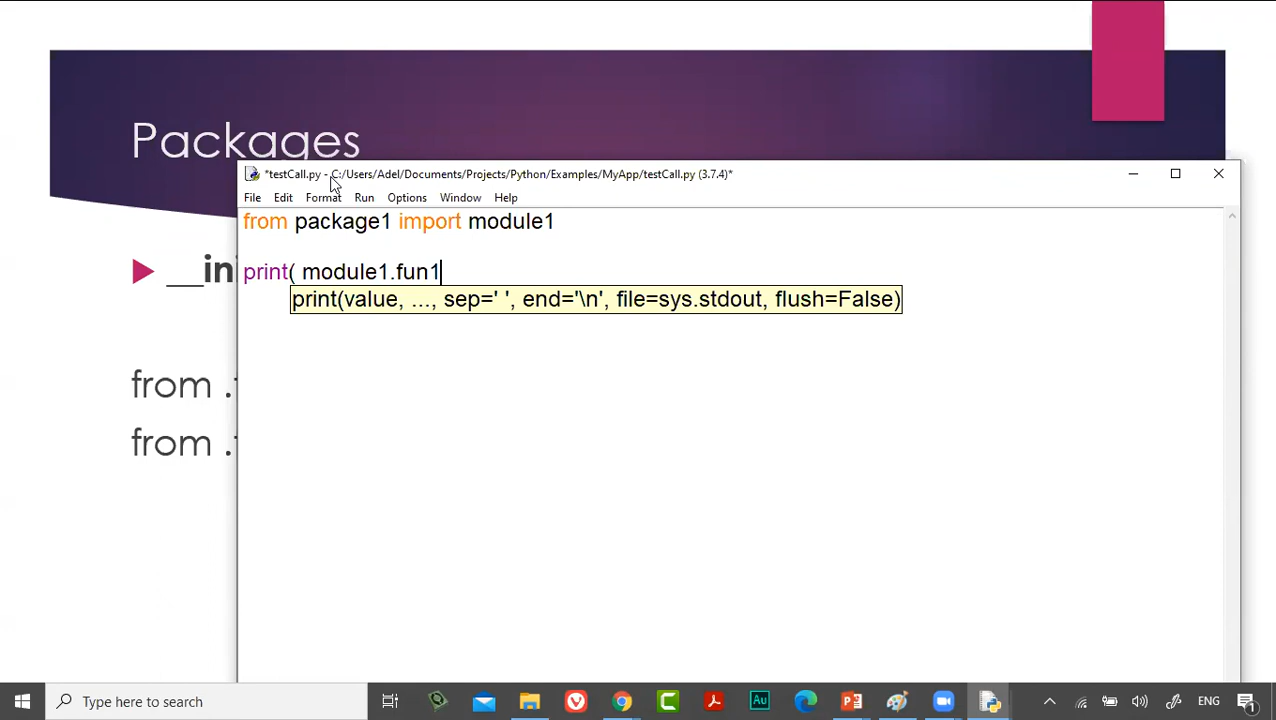 Packages
*testCall.py - C:/Users/Adel/Documents/Projects/Python/Examples/MyApp/testCall.py (3.7.4)*
File Edit Format Run Options Window Help
from package1 import module1
print( module1.fun1
print(value, ..., sep=' ', end='\n', file=sys.stdout, flush=False)
from .
from .
Type here to search
ENG
1